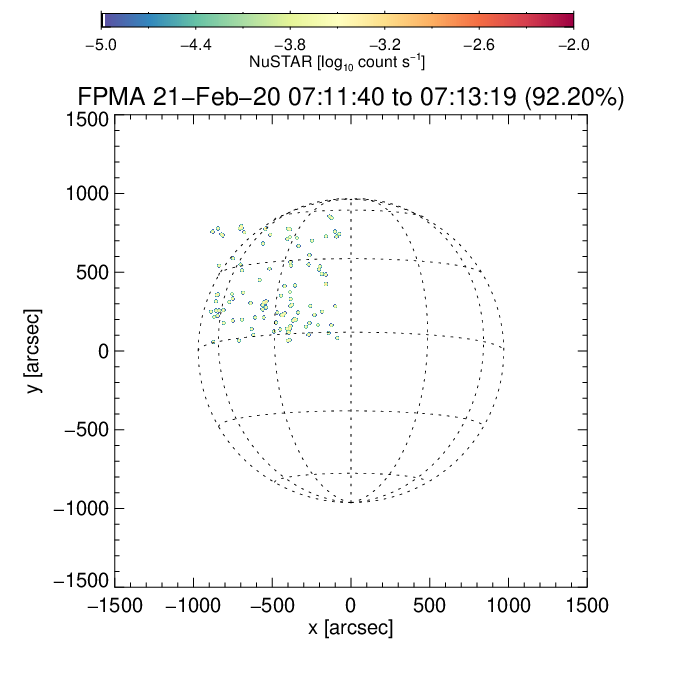 −5.0 −4.4 −3.8 −3.2 −2.6 −2.0
NuSTAR [log₁₀ count s⁻¹]
FPMA 21−Feb−20 07:11:40 to 07:13:19 (92.20%)
1500
1000
500
0
−500
−1000
−1500
y [arcsec]
−1500 −1000 −500 0 500 1000 1500
x [arcsec]